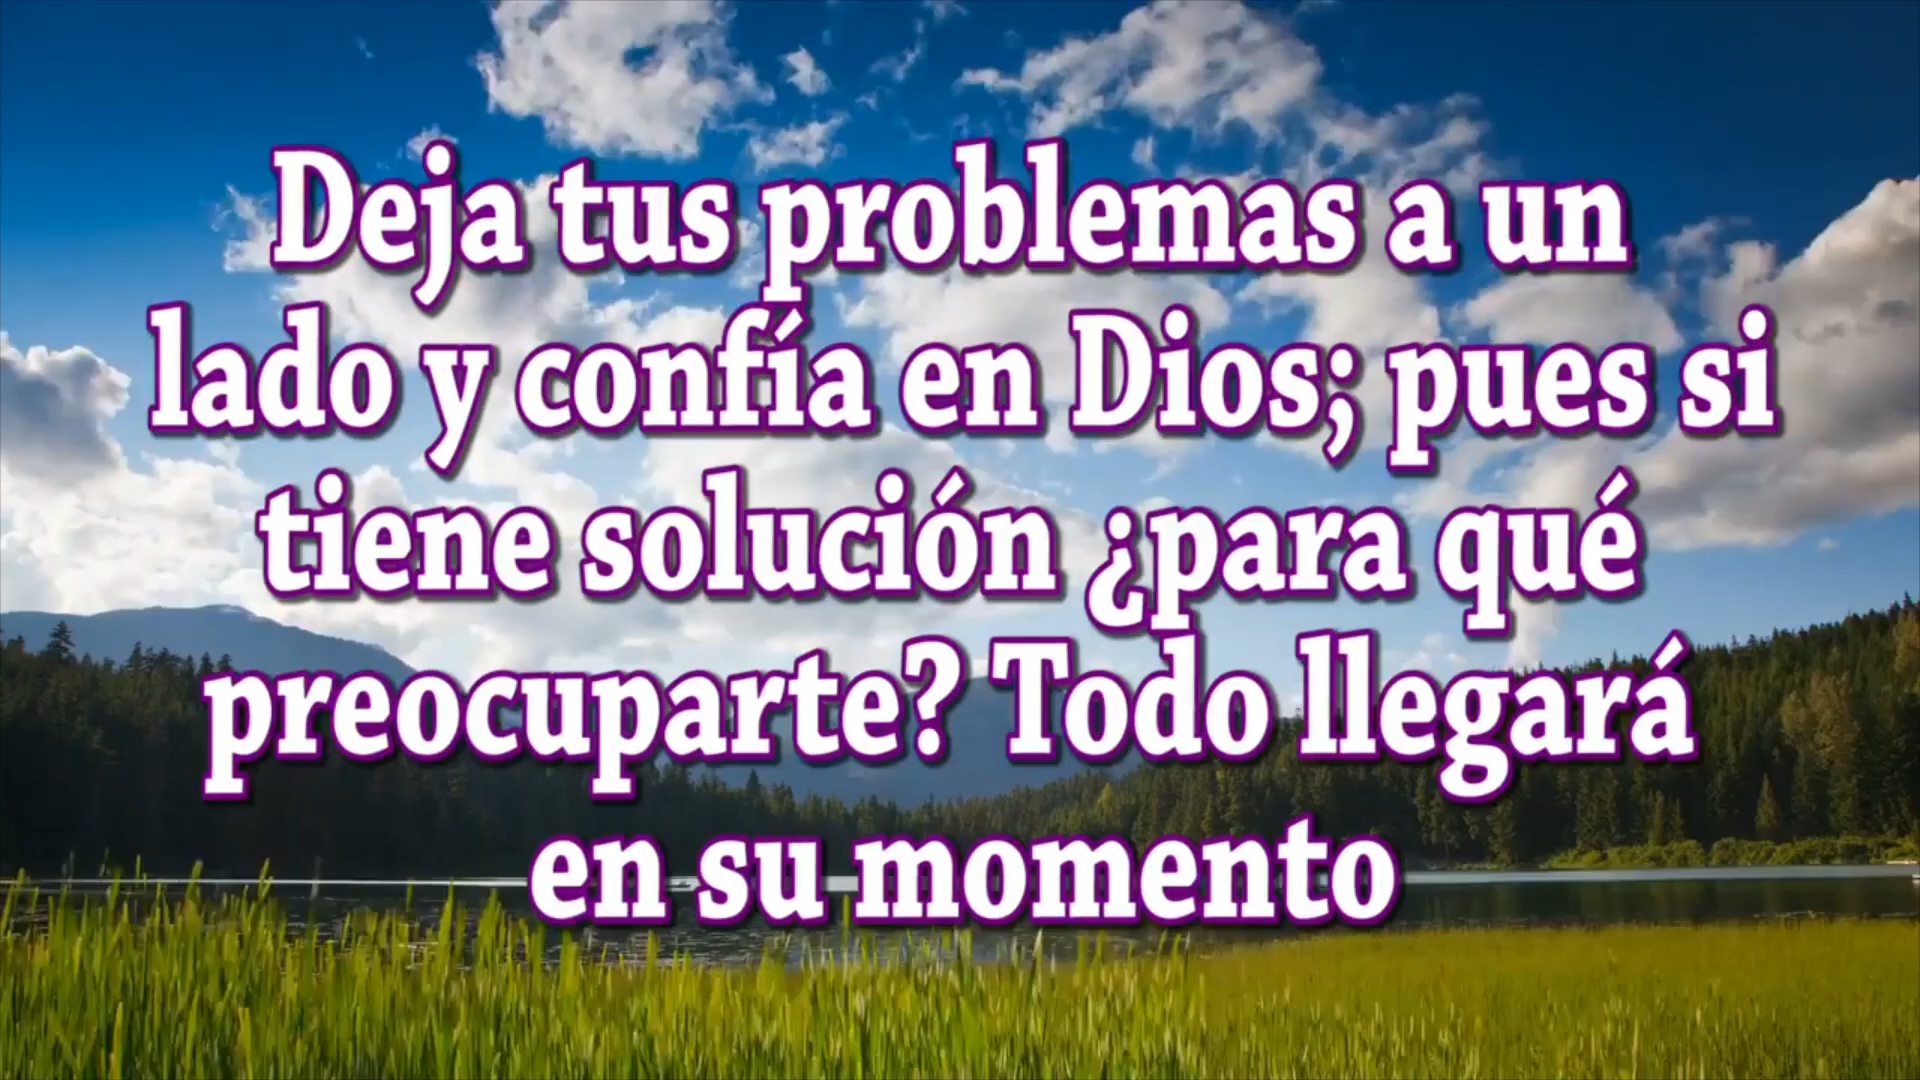 Deja tus problemas a un
lado y confía en Dios; pues si
tiene solución ¿para qué
preocuparte? Todo llegará
en su momento